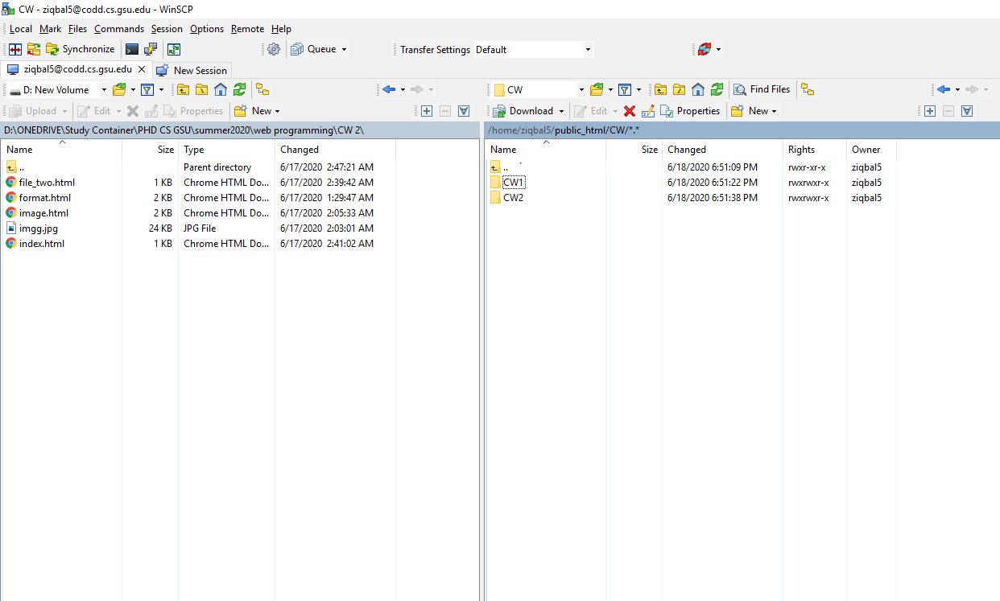 CW - ziqbal5@codd.cs.gsu.edu - WinSCP
Local Mark Files Commands Session Options Remote Help
Synchronize Queue Transfer Settings Default
ziqbal5@codd.cs.gsu.edu New Session
D: New Volume CW Find Files
Upload Edit Properties New Download Edit Properties New
D:\ONEDRIVE\Study Container\PHD CS GSU\summer2020\web programming\CW 2\ /home/ziqbal5/public_html/CW/*.*
Name Size Type Changed Name Size Changed Rights Owner
.. Parent directory 6/17/2020 2:47:21 AM .. 6/18/2020 6:51:09 PM rwxr-xr-x ziqbal5
file_two.html 1 KB Chrome HTML Do... 6/17/2020 2:39:42 AM CW1 6/18/2020 6:51:22 PM rwxrwxr-x ziqbal5
format.html 2 KB Chrome HTML Do... 6/17/2020 1:29:47 AM CW2 6/18/2020 6:51:38 PM rwxrwxr-x ziqbal5
image.html 2 KB Chrome HTML Do... 6/17/2020 2:05:33 AM
imgg.jpg 24 KB JPG File 6/17/2020 2:03:01 AM
index.html 1 KB Chrome HTML Do... 6/17/2020 2:41:02 AM